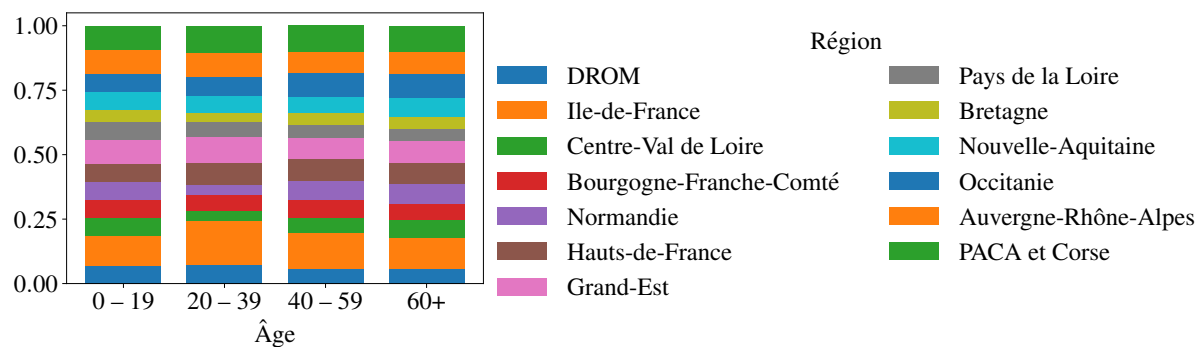 1.00
0.75
0.50
0.25
0.00
0 – 19
20 – 39
40 – 59
60+
Âge
Région
DROM
Ile-de-France
Centre-Val de Loire
Bourgogne-Franche-Comté
Normandie
Hauts-de-France
Grand-Est
Pays de la Loire
Bretagne
Nouvelle-Aquitaine
Occitanie
Auvergne-Rhône-Alpes
PACA et Corse